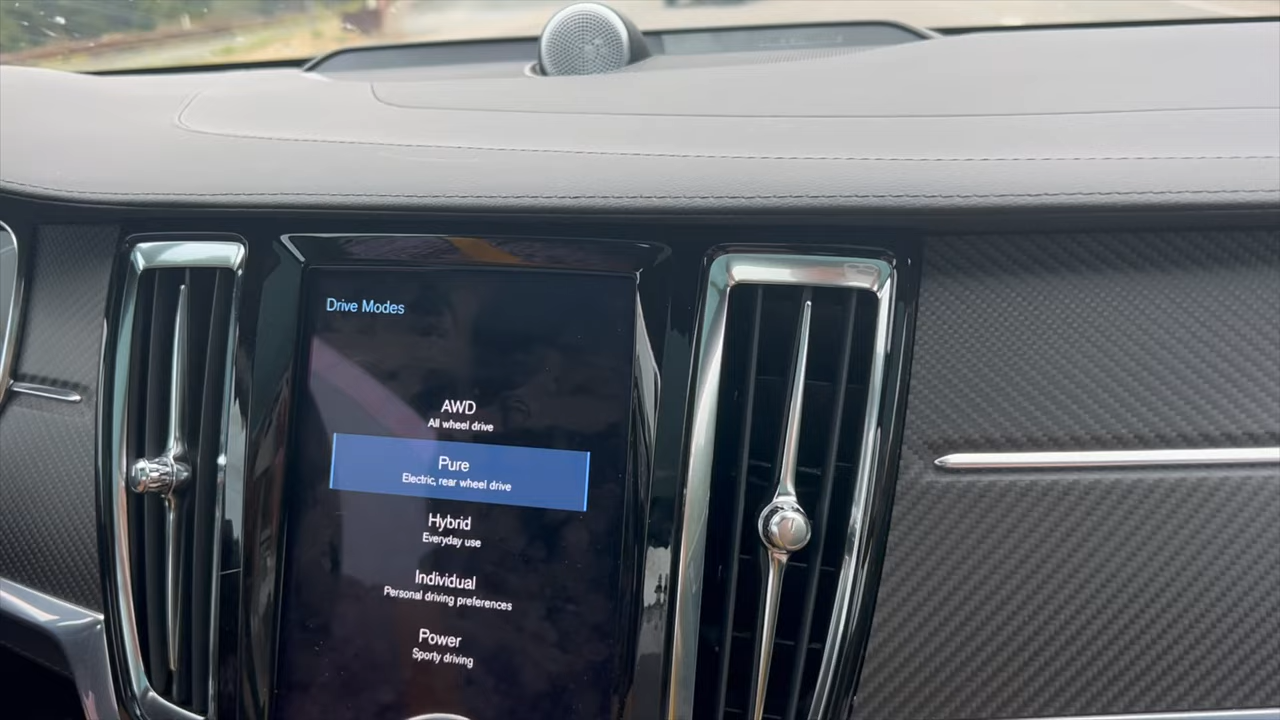 Drive Modes
AWD
All wheel drive
Pure
Electric, rear wheel drive
Hybrid
Everyday use
Individual
Personal driving preferences
Power
Sporty driving